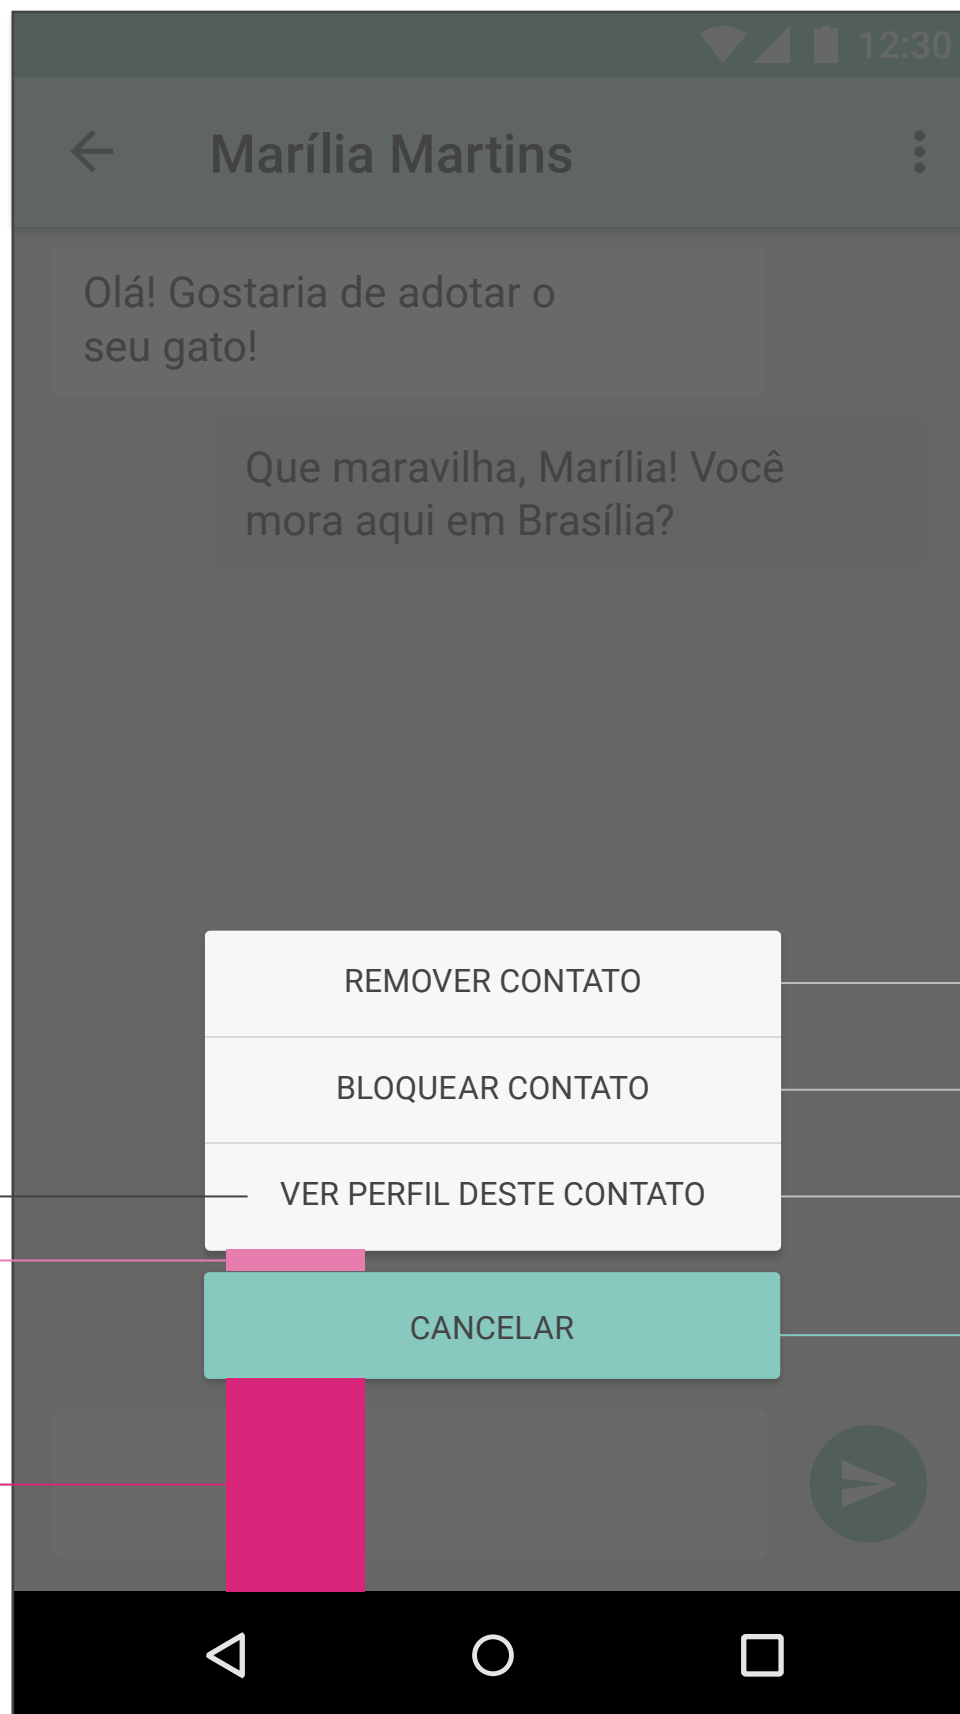 12:30
Marília Martins
Olá! Gostaria de adotar o
seu gato!
Que maravilha, Marília! Você
mora aqui em Brasília?
REMOVER CONTATO
BLOQUEAR CONTATO
VER PERFIL DESTE CONTATO
CANCELAR